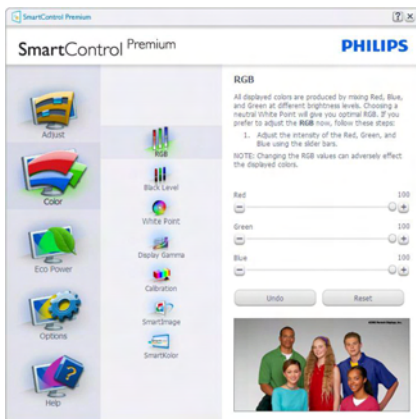 SmartControl Premium
SmartControl Premium
PHILIPS
Adjust
Color
Eco Power
Options
Help
RGB
Black Level
White Point
Display Gamma
Calibration
SmartImage
SmartKolor
RGB
All displayed colors are produced by mixing Red, Blue,
and Green at different brightness levels. Choosing a
neutral White Point will give you optimal RGB. If you
prefer to adjust the RGB now, follow these steps:
1. Adjust the intensity of the Red, Green, and
Blue using the slider bars.
NOTE: Changing the RGB values can adversely effect
the displayed colors.
Red 100
Green 100
Blue 100
Undo Reset